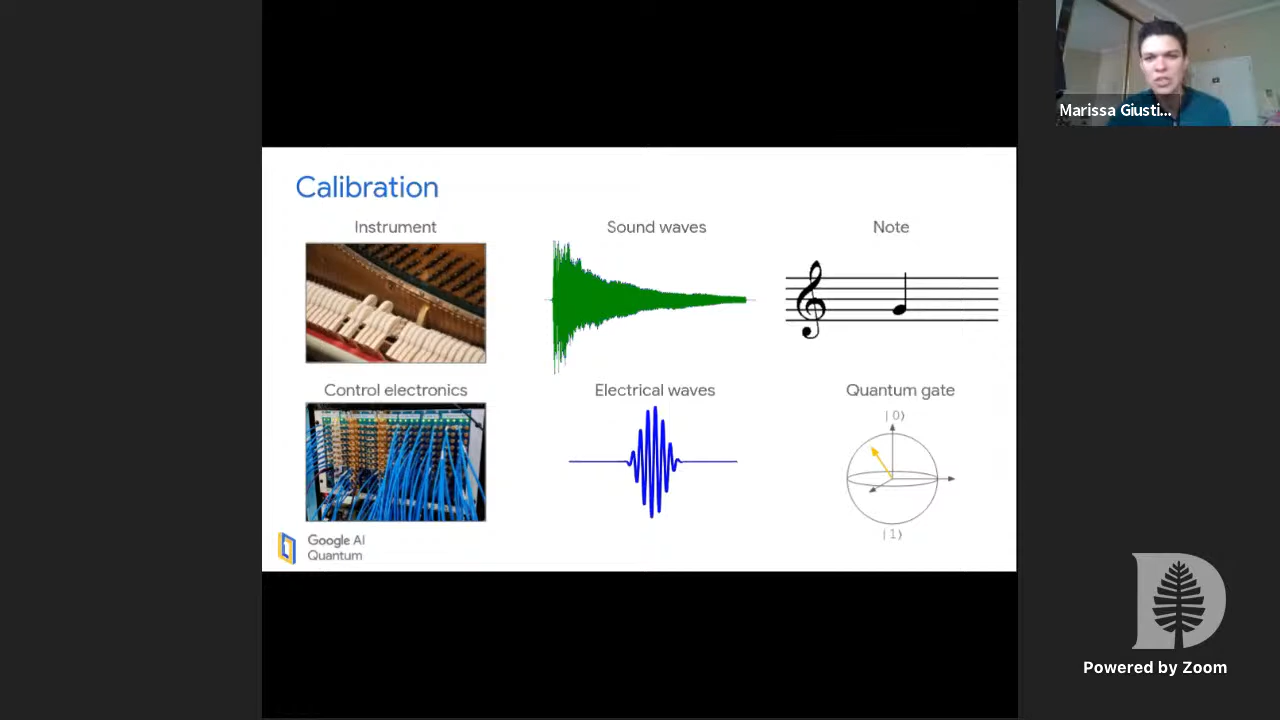 Marissa Giusti...
Calibration
Instrument
Sound waves
Note
Control electronics
Electrical waves
Quantum gate
|0⟩
|1⟩
Google AI
Quantum
D
Powered by Zoom